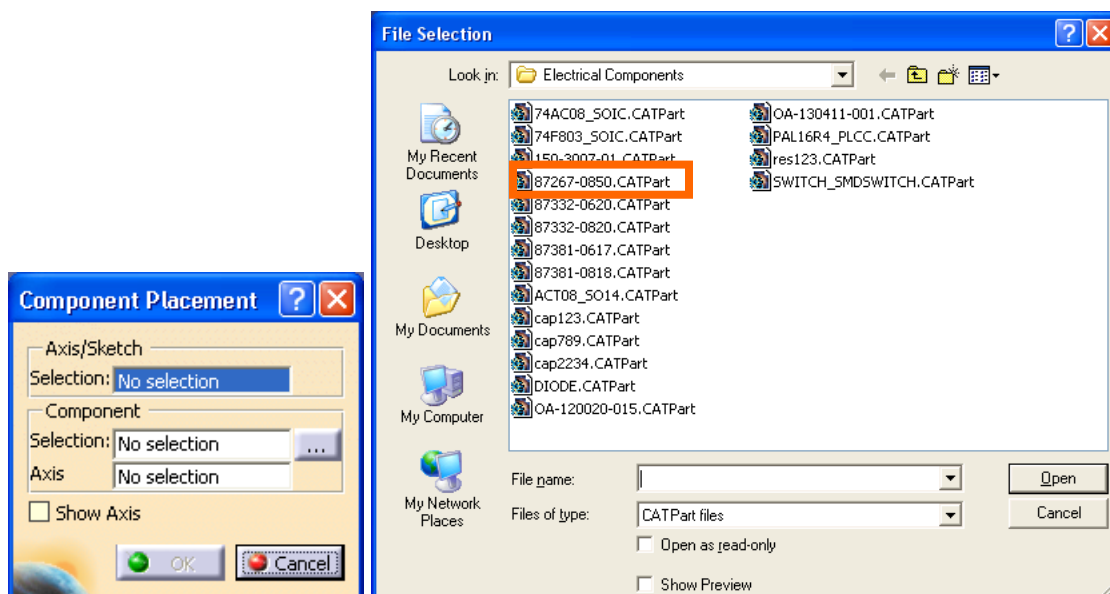 File Selection
Look in:
Electrical Components
My Recent
Documents
Desktop
My Documents
My Computer
My Network
Places
74AC08_SOIC.CATPart
74F803_SOIC.CATPart
150-3007-01.CATPart
87267-0850.CATPart
87332-0620.CATPart
87332-0820.CATPart
87381-0617.CATPart
87381-0818.CATPart
ACT08_SO14.CATPart
cap123.CATPart
cap789.CATPart
cap2234.CATPart
DIODE.CATPart
OA-120020-015.CATPart
OA-130411-001.CATPart
PAL16R4_PLCC.CATPart
res123.CATPart
SWITCH_SMDSWITCH.CATPart
File name:
Open
Files of type:
CATPart files
Cancel
Open as read-only
Show Preview
Component Placement
Axis/Sketch
Selection: No selection
Component
Selection: No selection ...
Axis No selection
Show Axis
OK Cancel